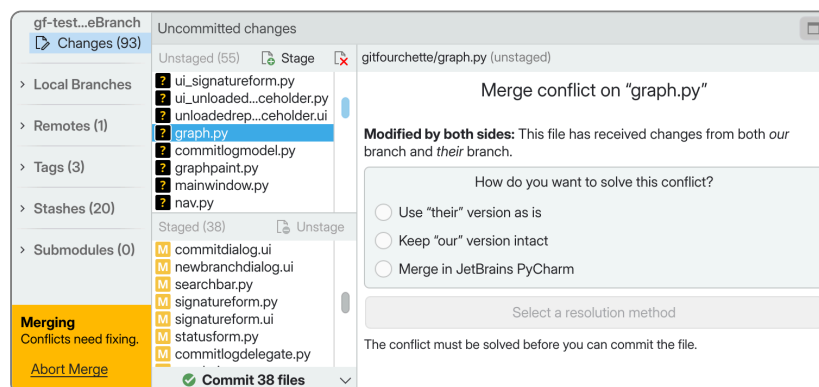 gf-test...eBranch
Changes (93)
Local Branches
Remotes (1)
Tags (3)
Stashes (20)
Submodules (0)
Merging
Conflicts need fixing.
Abort Merge
Uncommitted changes
Unstaged (55) Stage
? ui_signatureform.py
? ui_unloaded...ceholder.py
? unloadedrep...ceholder.ui
? graph.py
? commitlogmodel.py
? graphpaint.py
? mainwindow.py
? nav.py
Staged (38) Unstage
M commitdialog.ui
M newbranchdialog.ui
M searchbar.py
M signatureform.py
M signatureform.ui
M statusform.py
M commitlogdelegate.py
Commit 38 files
gitfourchette/graph.py (unstaged)
Merge conflict on “graph.py”
Modified by both sides: This file has received changes from both our
branch and their branch.
How do you want to solve this conflict?
Use “their” version as is
Keep “our” version intact
Merge in JetBrains PyCharm
Select a resolution method
The conflict must be solved before you can commit the file.